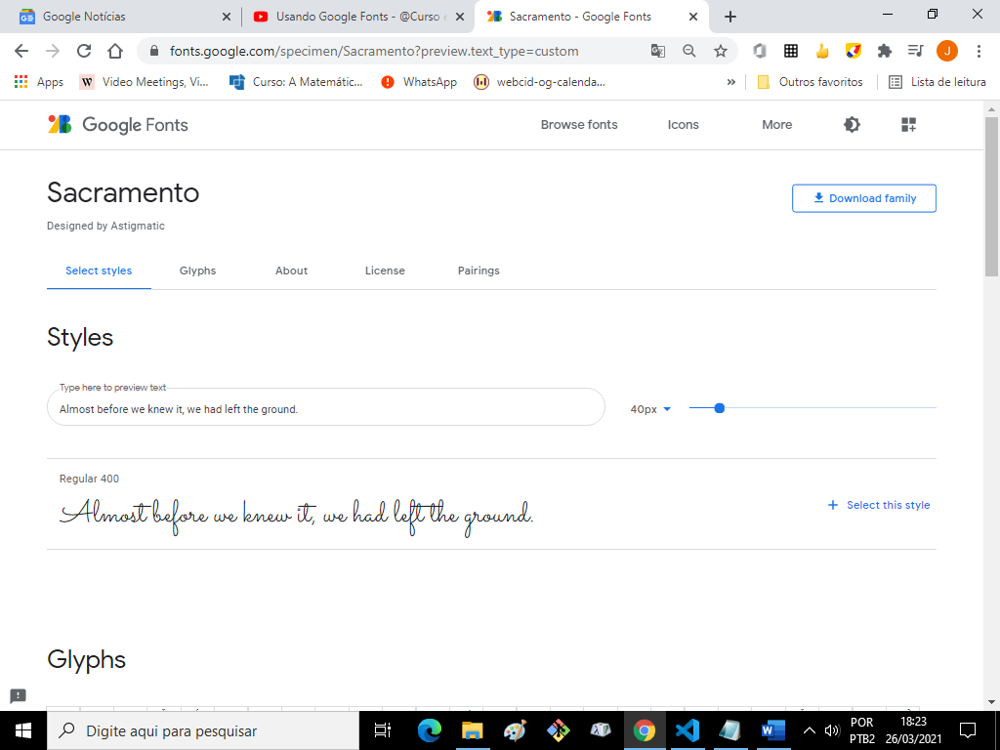 Google Notícias
Usando Google Fonts - @Curso
Sacramento - Google Fonts
fonts.google.com/specimen/Sacramento?preview.text_type=custom
J
Apps
W Video Meetings, Vi...
Curso: A Matemátic...
WhatsApp
webcid-og-calenda...
»
Outros favoritos
Lista de leitura
Google Fonts
Browse fonts
Icons
More
Sacramento
Download family
Designed by Astigmatic
Select styles
Glyphs
About
License
Pairings
Styles
Type here to preview text
Almost before we knew it, we had left the ground.
40px
Regular 400
Almost before we knew it, we had left the ground.
+ Select this style
Glyphs
Digite aqui para pesquisar
POR
PTB2
18:23
26/03/2021